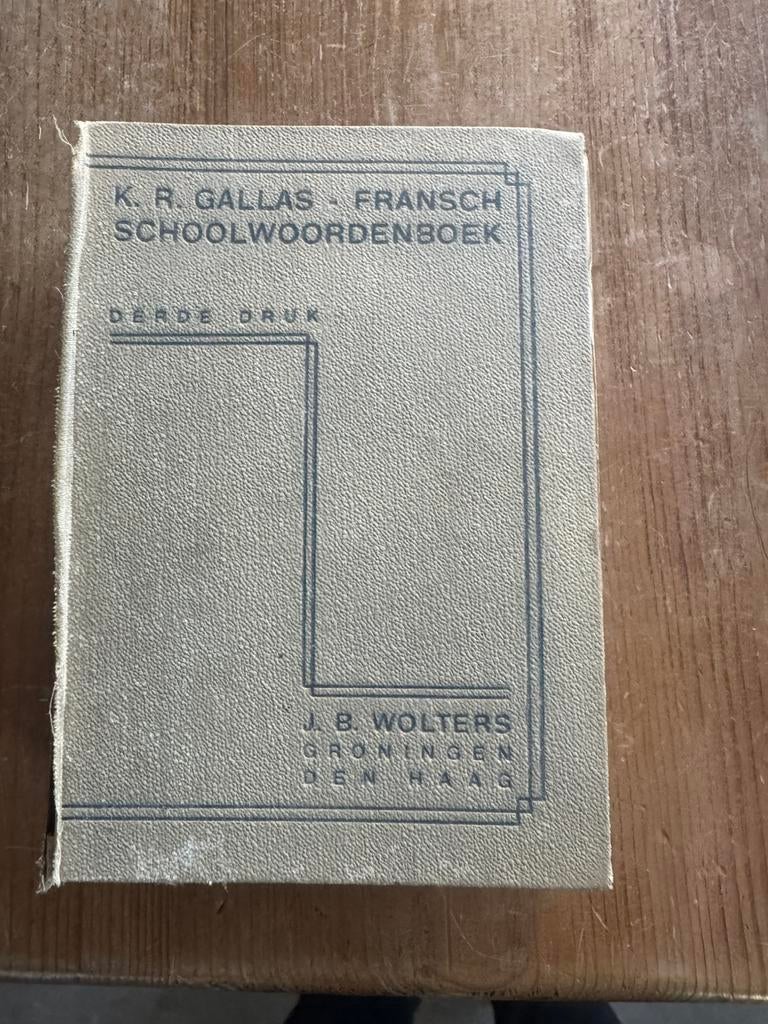 K. R. GALLAS - FRANSCH
SCHOOLWOORDENBOEK
DERDE DRUK
J. B. WOLTERS
GRONINGEN
DEN HAAG